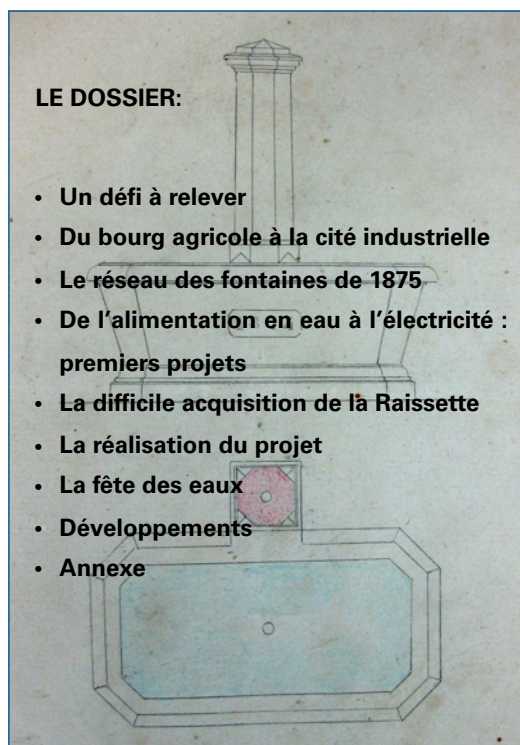 LE DOSSIER:
• Un défi à relever
• Du bourg agricole à la cité industrielle
• Le réseau des fontaines de 1875
• De l'alimentation en eau à l'électricité :
premiers projets
• La difficile acquisition de la Raissette
• La réalisation du projet
• La fête des eaux
• Développements
• Annexe